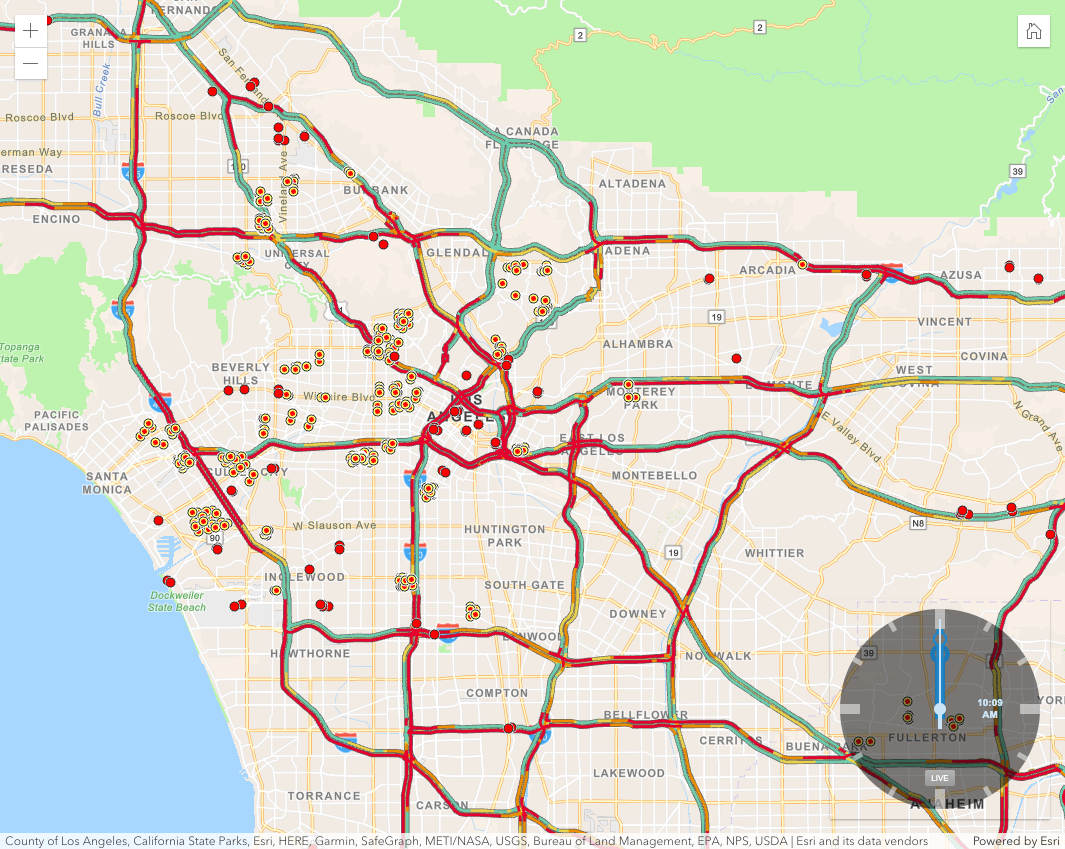 FERNANDO
GRANADA
HILLS
2
2
San Fernando
Bull Creek
Roscoe Blvd
Roscoe Blvd
erman Way
RESEDA
Vineland Ave
ENCINO
BURBANK
UNIVERSAL
CITY
GLENDALE
LA CANADA
FLINTRIDGE
ALTADENA
39
ARCADIA
AZUSA
VINCENT
COVINA
WEST
COVINA
19
ALHAMBRA
EL MONTE
MONTEREY
PARK
Topanga
State Park
BEVERLY
HILLS
Wilshire Blvd
LOS
ANGELES
PACIFIC
PALISADES
N Grand Ave
E Valley Blvd
EAST LOS
ANGELES
MONTEBELLO
SANTA
MONICA
CULVER CITY
W Slauson Ave
90
HUNTINGTON
PARK
N8
19
WHITTIER
INGLEWOOD
SOUTH GATE
Dockweiler
State Beach
DOWNEY
LYNWOOD
HAWTHORNE
NORWALK
39
COMPTON
BELLFLOWER
10:09
AM
YOR
CERRITOS
BUENA PARK
FULLERTON
LAKEWOOD
LIVE
TORRANCE
CARSON
ANAHEIM
County of Los Angeles, California State Parks, Esri, HERE, Garmin, SafeGraph, METI/NASA, USGS, Bureau of Land Management, EPA, NPS, USDA | Esri and its data vendors
Powered by Esri